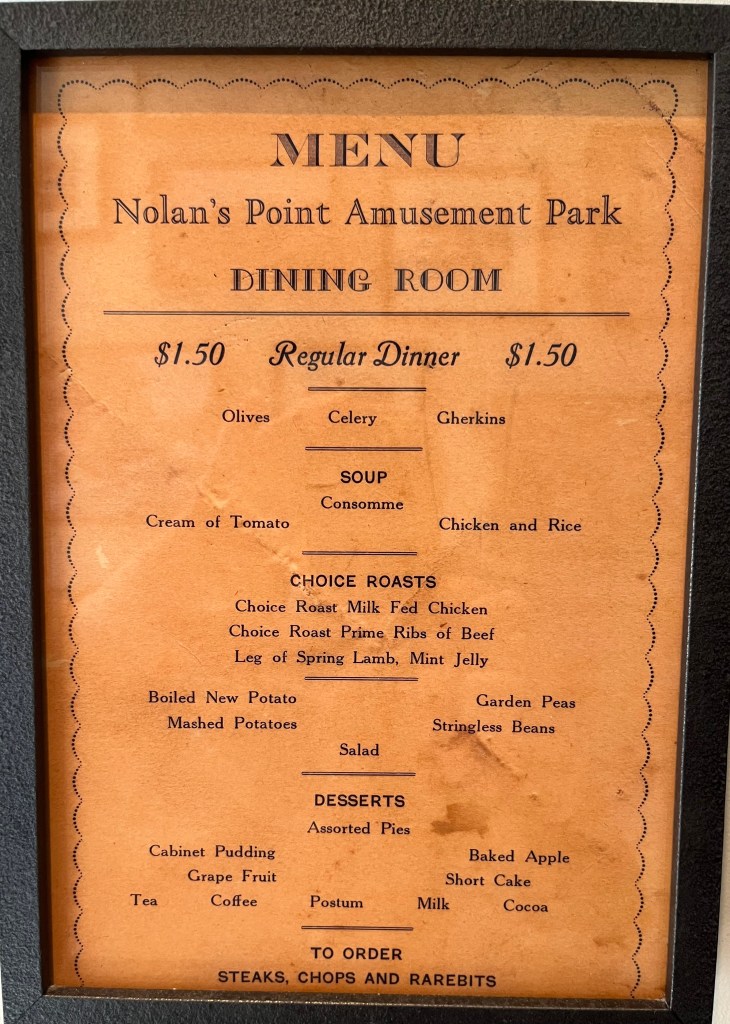 MENU
Nolan's Point Amusement Park
DINING ROOM
$1.50 Regular Dinner $1.50
Olives Celery Gherkins
SOUP
Consomme
Cream of Tomato Chicken and Rice
CHOICE ROASTS
Choice Roast Milk Fed Chicken
Choice Roast Prime Ribs of Beef
Leg of Spring Lamb, Mint Jelly
Boiled New Potato Garden Peas
Mashed Potatoes Stringless Beans
Salad
DESSERTS
Assorted Pies
Cabinet Pudding Baked Apple
Grape Fruit Short Cake
Tea Coffee Postum Milk Cocoa
TO ORDER
STEAKS, CHOPS AND RAREBITS